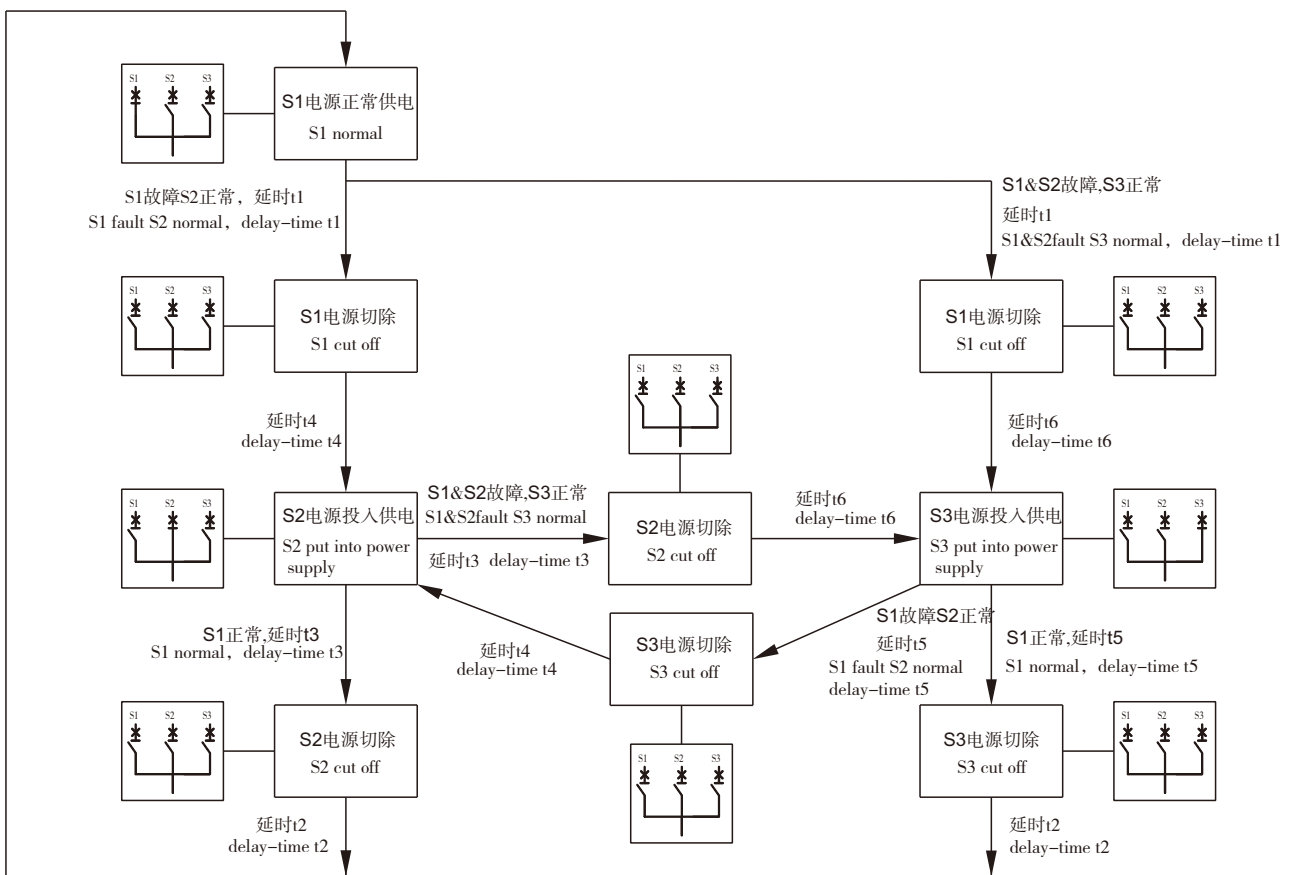 S1 S2 S3
S1电源正常供电
S1 normal
S1故障S2正常，延时t1
S1 fault S2 normal，delay-time t1
S1&S2故障,S3正常
延时t1
S1&S2fault S3 normal，delay-time t1
S1 S2 S3
S1电源切除
S1 cut off
S1电源切除
S1 cut off
S1 S2 S3
S1 S2 S3
延时t4
delay-time t4
延时t6
delay-time t6
S1 S2 S3
S2电源投入供电
S2 put into power
supply
S1&S2故障,S3正常
S1&S2fault S3 normal
延时t3 delay-time t3
S2电源切除
S2 cut off
延时t6
delay-time t6
S3电源投入供电
S3 put into power
supply
S1 S2 S3
S1正常,延时t3
S1 normal，delay-time t3
延时t4
delay-time t4
S3电源切除
S3 cut off
S1故障S2正常
延时t5
S1 fault S2 normal
delay-time t5
S1正常,延时t5
S1 normal，delay-time t5
S1 S2 S3
S2电源切除
S2 cut off
S1 S2 S3
S3电源切除
S3 cut off
S1 S2 S3
延时t2
delay-time t2
延时t2
delay-time t2